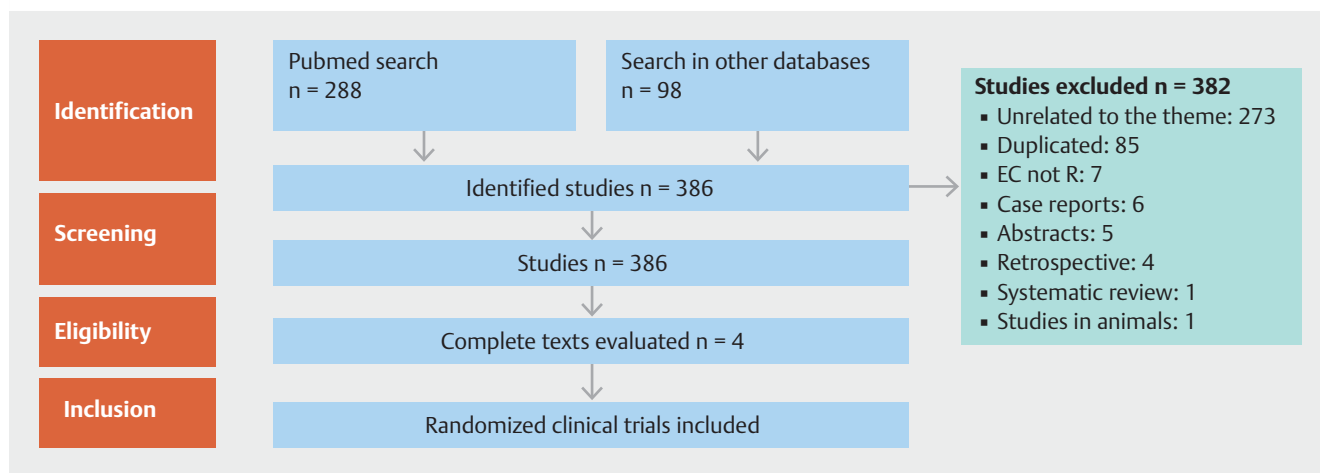 Identification
Pubmed search
n = 288
Search in other databases
n = 98
Identified studies n = 386
Studies excluded n = 382
▪ Unrelated to the theme: 273
▪ Duplicated: 85
▪ EC not R: 7
▪ Case reports: 6
▪ Abstracts: 5
▪ Retrospective: 4
▪ Systematic review: 1
▪ Studies in animals: 1
Screening
Studies n = 386
Eligibility
Complete texts evaluated n = 4
Inclusion
Randomized clinical trials included